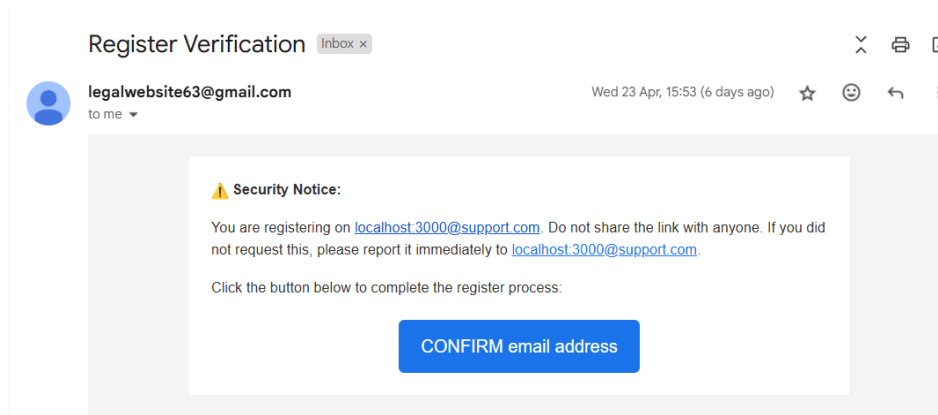 Register Verification Inbox ×
legalwebsite63@gmail.com Wed 23 Apr, 15:53 (6 days ago)
to me
⚠ Security Notice:
You are registering on localhost:3000@support.com. Do not share the link with anyone. If you did
not request this, please report it immediately to localhost:3000@support.com.
Click the button below to complete the register process:
CONFIRM email address